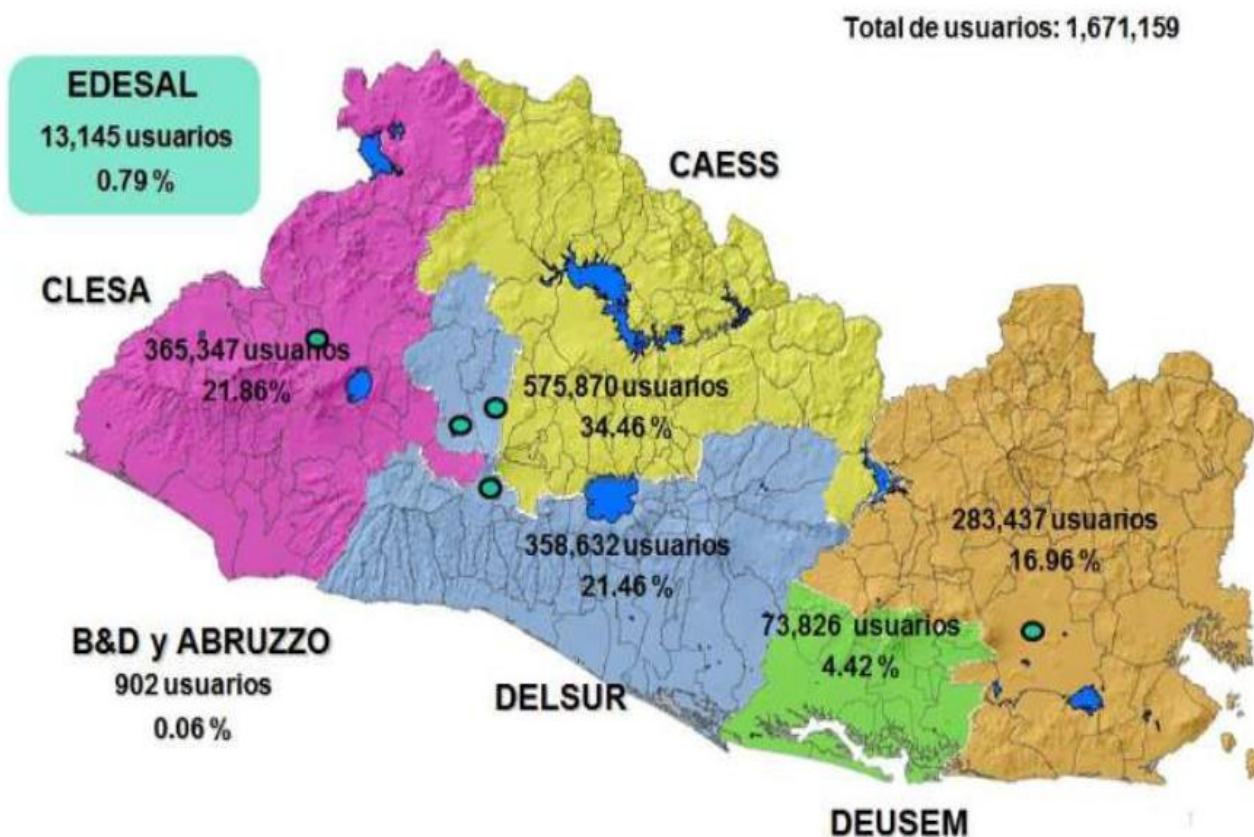 Total de usuarios: 1,671,159
EDESAL
13,145 usuarios
0.79 %
CAESS
CLESA
365,347 usuarios
21.86%
575,870 usuarios
34.46 %
283,437 usuarios
16.96 %
358,632 usuarios
21.46 %
73,826 usuarios
4.42 %
B&D y ABRUZZO
902 usuarios
0.06 %
DELSUR
DEUSEM